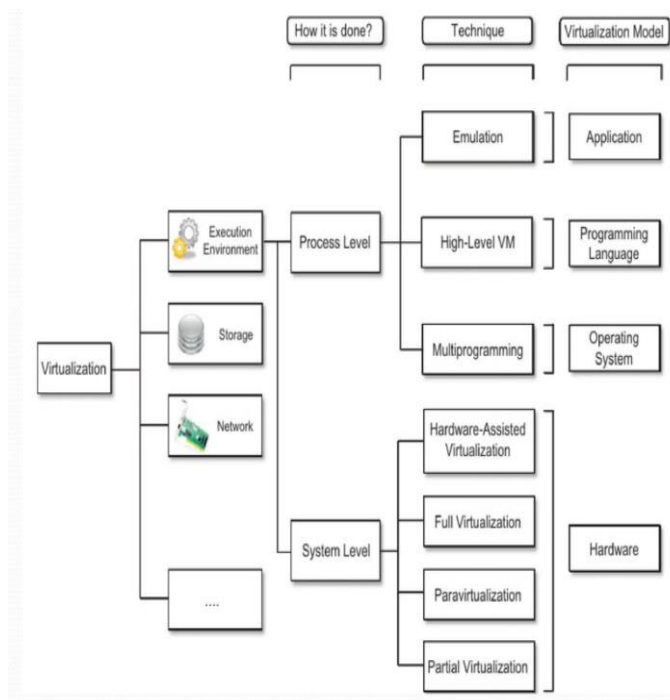 How it is done?
Technique
Virtualization Model
Emulation
Application
Execution
Environment
Process Level
High-Level VM
Programming
Language
Storage
Virtualization
Multiprogramming
Operating
System
Network
Hardware-Assisted
Virtualization
System Level
Full Virtualization
Hardware
....
Paravirtualization
Partial Virtualization